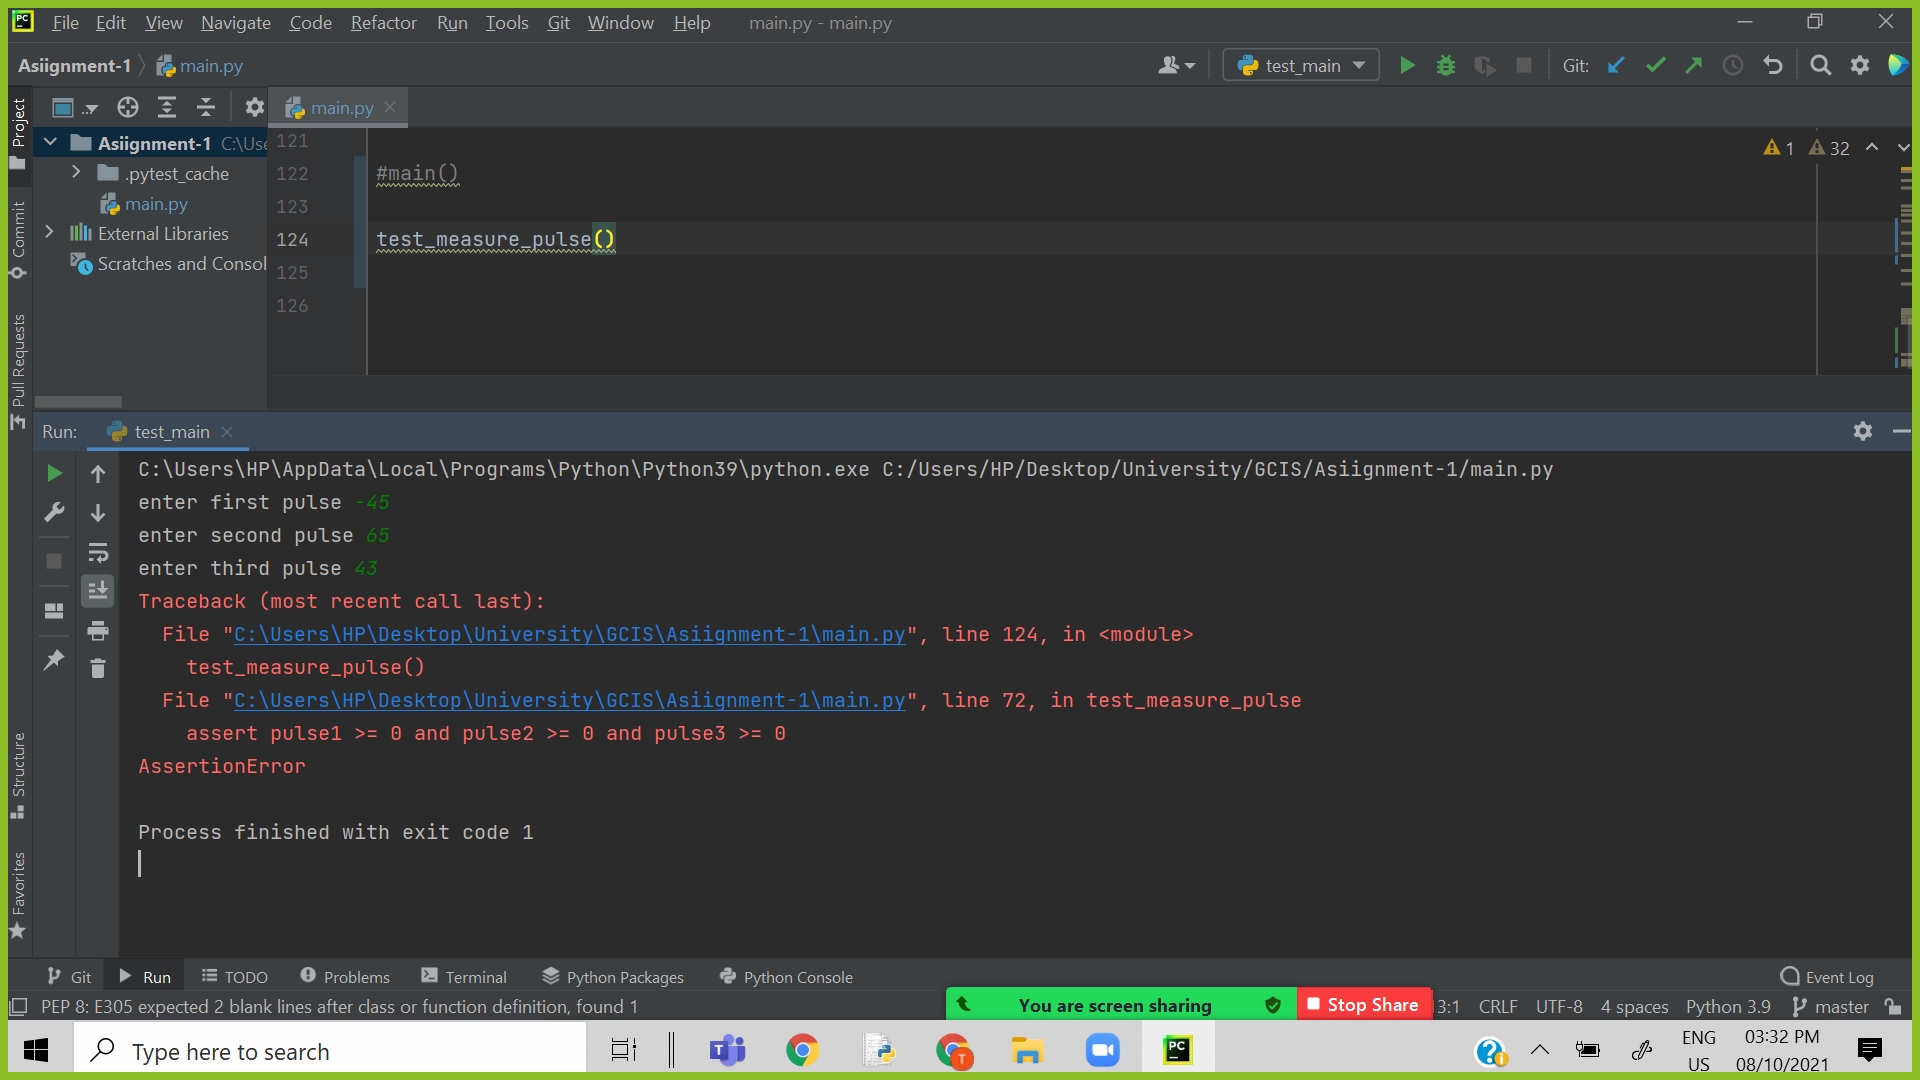 PC File Edit View Navigate Code Refactor Run Tools Git Window Help main.py - main.py
Asiignment-1 main.py test_main Git:
Project
.. main.py
Asiignment-1 C:\Use
.pytest_cache
main.py
External Libraries
Scratches and Consol
Commit
Pull Requests
121
122 #main()
123
124 test_measure_pulse()
125
126
1 32
Run: test_main
C:\Users\HP\AppData\Local\Programs\Python\Python39\python.exe C:/Users/HP/Desktop/University/GCIS/Asiignment-1/main.py
enter first pulse -45
enter second pulse 65
enter third pulse 43
Traceback (most recent call last):
File "C:\Users\HP\Desktop\University\GCIS\Asiignment-1\main.py", line 124, in <module>
test_measure_pulse()
File "C:\Users\HP\Desktop\University\GCIS\Asiignment-1\main.py", line 72, in test_measure_pulse
assert pulse1 >= 0 and pulse2 >= 0 and pulse3 >= 0
AssertionError
Process finished with exit code 1
Structure
Favorites
Git Run TODO Problems Terminal Python Packages Python Console Event Log
PEP 8: E305 expected 2 blank lines after class or function definition, found 1
You are screen sharing Stop Share
3:1 CRLF UTF-8 4 spaces Python 3.9 master
Type here to search
T
T
PC
ENG
US
03:32 PM
08/10/2021